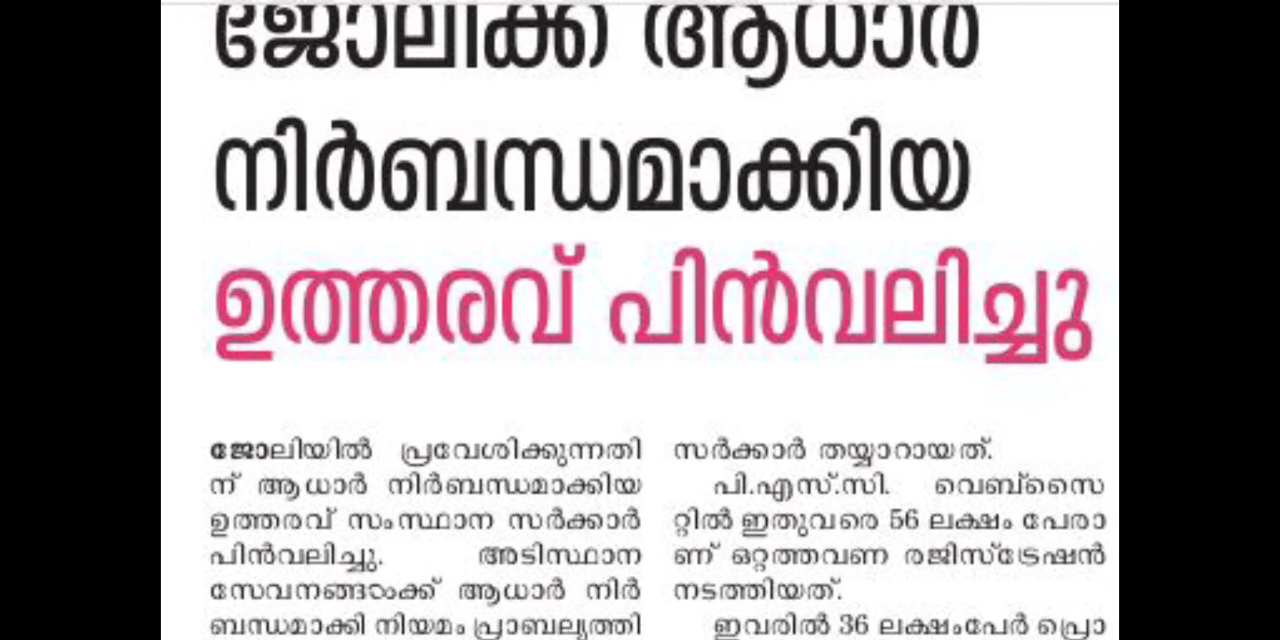 ജോലിക്ക് ആധാർ
നിർബന്ധമാക്കിയ
ഉത്തരവ് പിൻവലിച്ചു
ജോലിയിൽ പ്രവേശിക്കുന്നതി
ന് ആധാർ നിർബന്ധമാക്കിയ
ഉത്തരവ് സംസ്ഥാന സർക്കാർ
പിൻവലിച്ചു. അടിസ്ഥാന
സേവനങ്ങൾക്ക് ആധാർ നിർ
ബന്ധമാക്കി നിയമം പ്രാബല്യത്തി
സർക്കാർ തയ്യാറായത്.
പി.എസ്.സി. വെബ്സൈ
റ്റിൽ ഇതുവരെ 56 ലക്ഷം പേരാ
ണ് ഒറ്റത്തവണ രജിസ്ട്രേഷൻ
നടത്തിയത്.
ഇവരിൽ 36 ലക്ഷംപേർ പ്രൊ